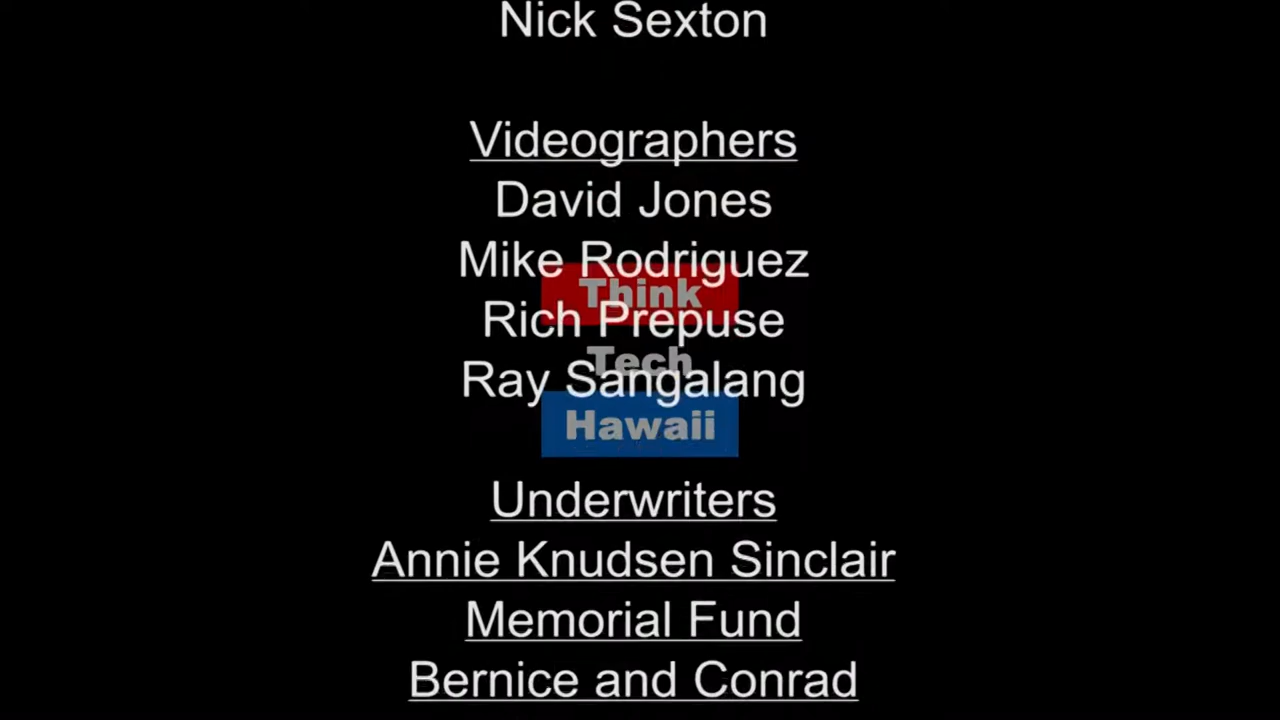 Nick Sexton
Videographers
David Jones
Mike Rodriguez
Think
Rich Prepuse
Tech
Ray Sangalang
Hawaii
Underwriters
Annie Knudsen Sinclair
Memorial Fund
Bernice and Conrad